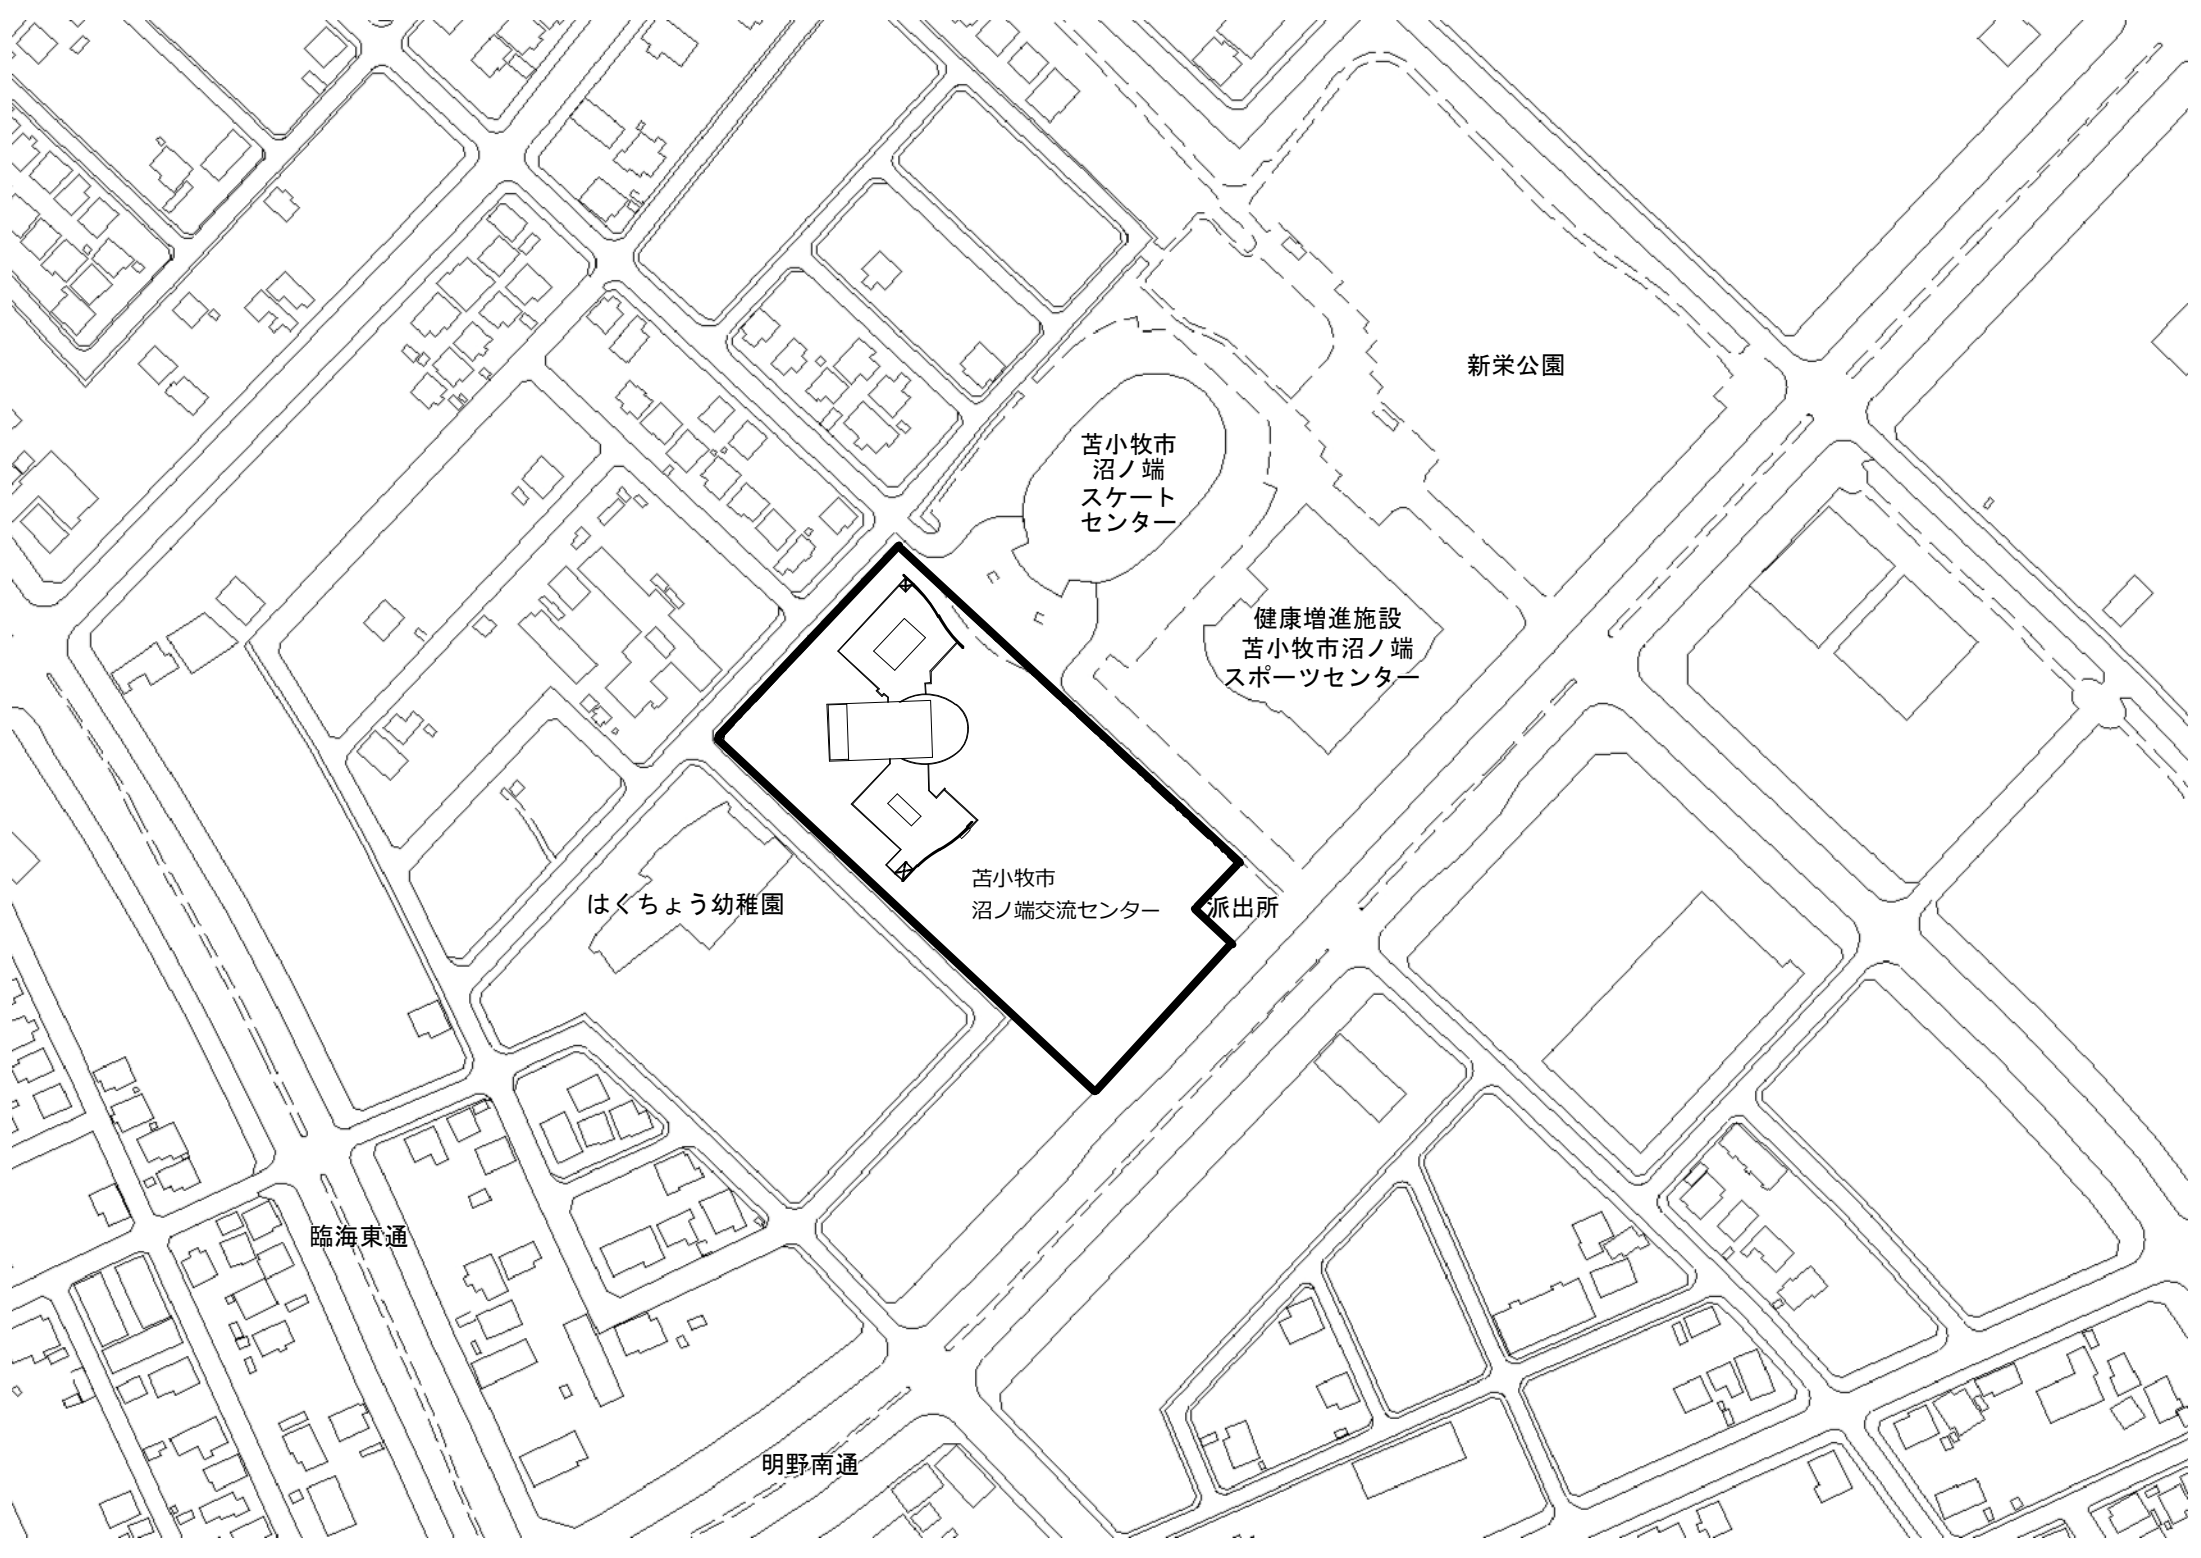 新栄公園
苫小牧市
沼ノ端
スケート
センター
健康増進施設
苫小牧市沼ノ端
スポーツセンター
苫小牧市
沼ノ端交流センター
派出所
はくちょう幼稚園
臨海東通
明野南通